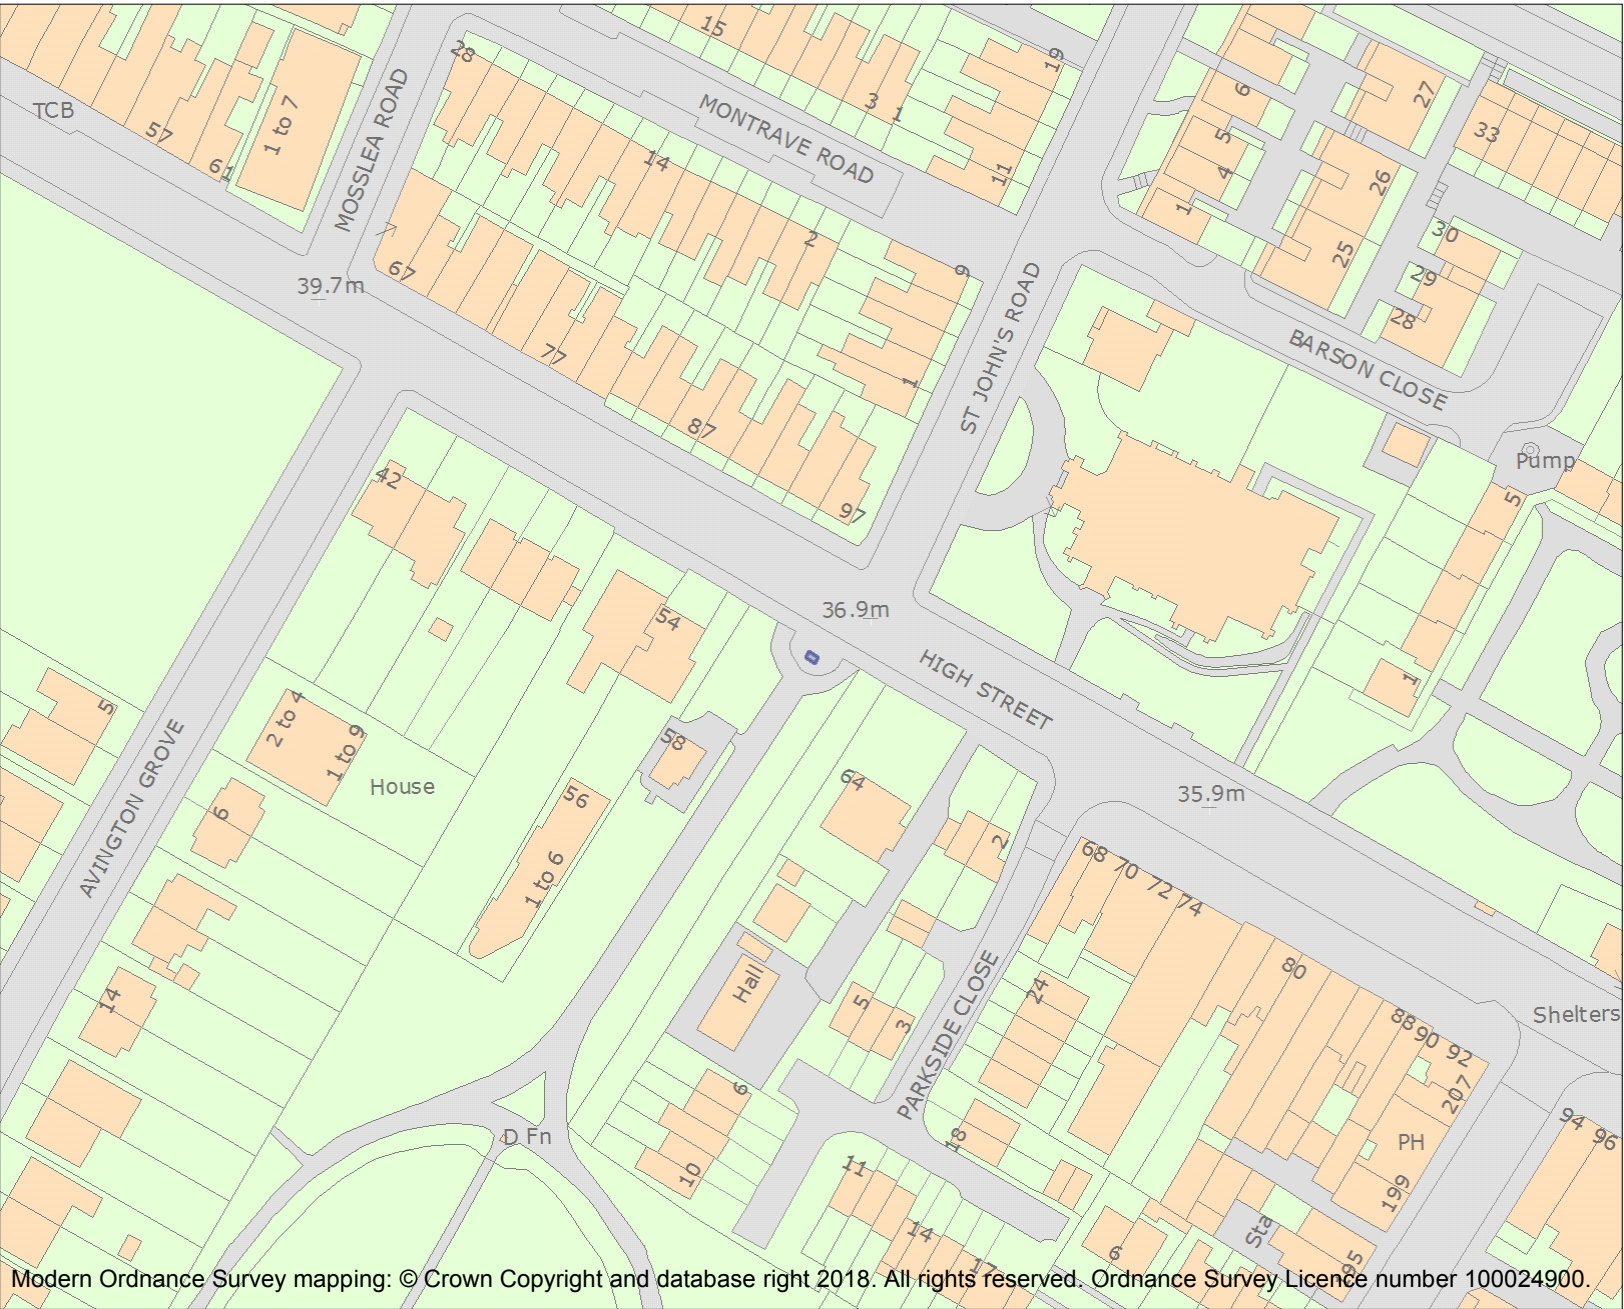 15
19
28
3
1
6
27
33
TCB
57
61
1 to 7
MOSSLEA ROAD
MONTRAVE ROAD
14
11
5
4
1
26
25
30
29
28
2
9
67
39.7m
77
87
97
1
ST JOHN'S ROAD
BARSON CLOSE
Pump
5
1
42
54
36.9m
HIGH STREET
35.9m
5
2 to 4
1 to 9
House
58
56
1 to 6
64
2
AVINGTON GROVE
6
14
68 70 72 74
80
88 90 92
Shelters
Hall
5
3
24
PARKSIDE CLOSE
207
PH
199
94 96
D Fn
6
10
18
11
14
17
6
Sta
195
Modern Ordnance Survey mapping: © Crown Copyright and database right 2018. All rights reserved. Ordnance Survey Licence number 100024900.